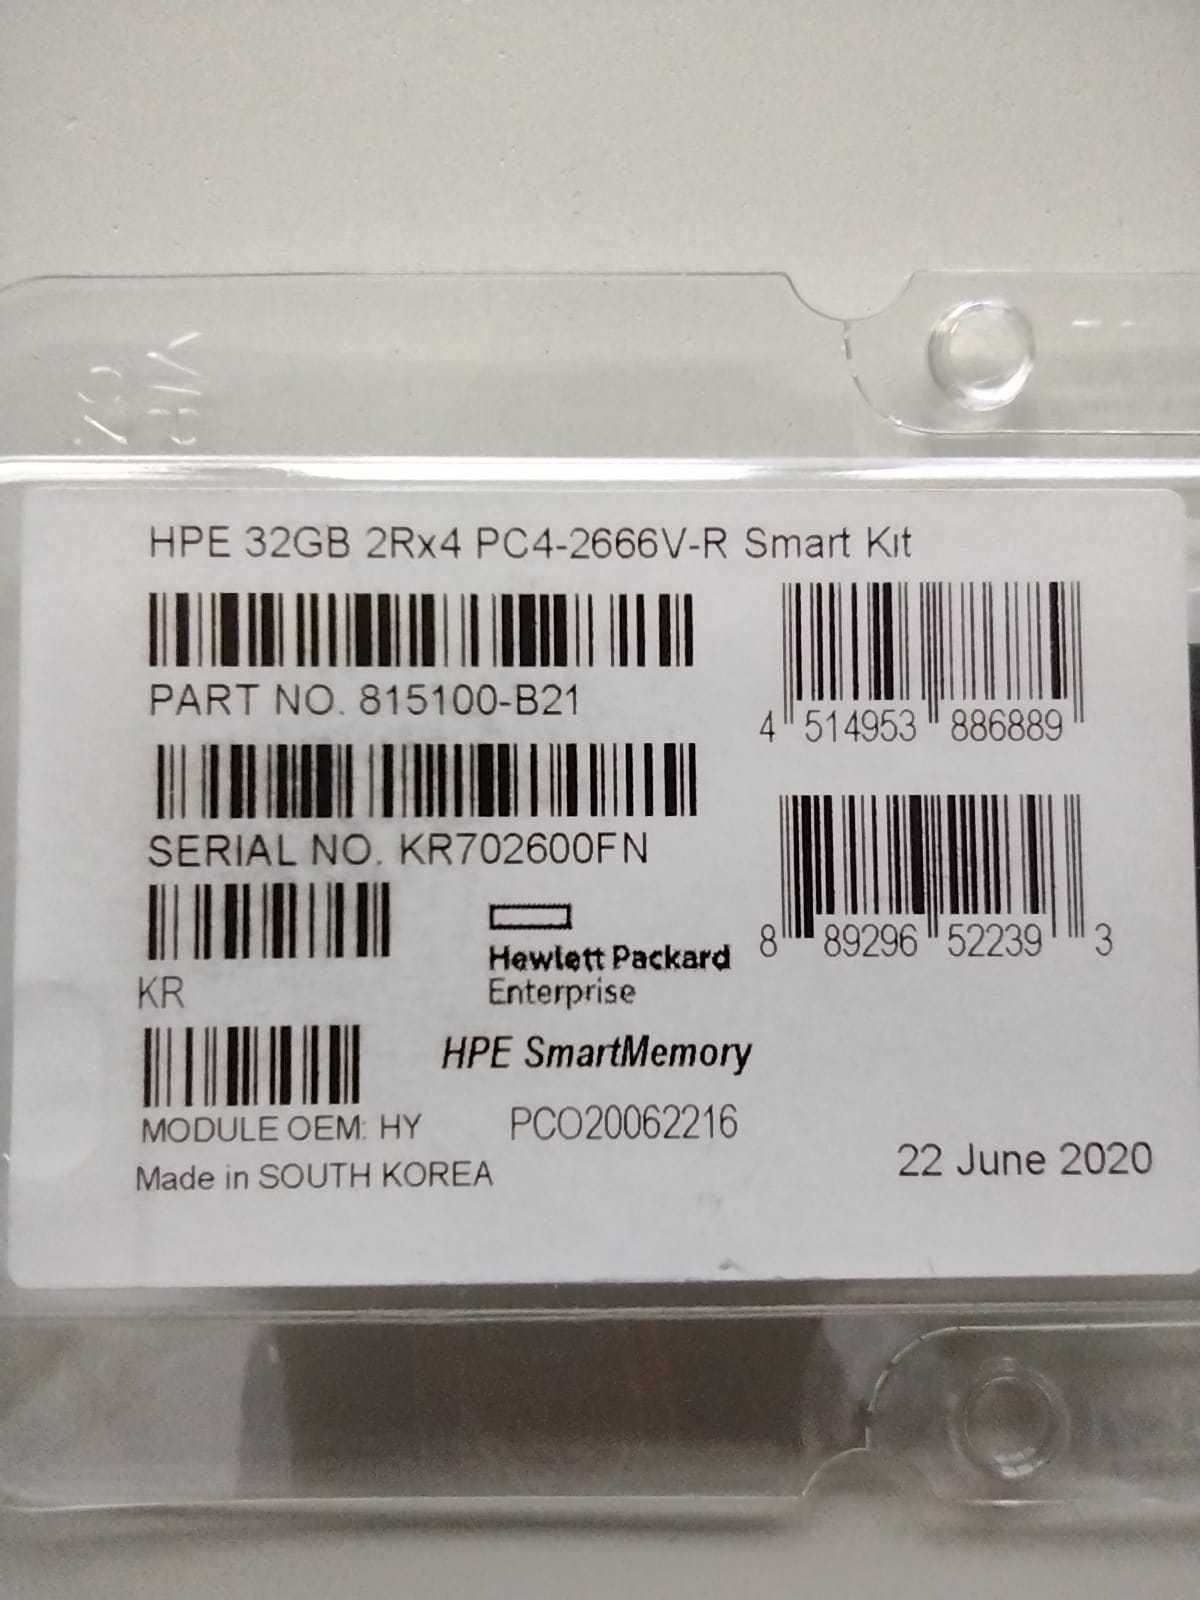 HPE 32GB 2Rx4 PC4-2666V-R Smart Kit
PART NO. 815100-B21
4 514953 886889
SERIAL NO. KR702600FN
8 89296 52239 3
KR
Hewlett Packard
Enterprise
HPE SmartMemory
MODULE OEM: HY
PCO20062216
Made in SOUTH KOREA
22 June 2020